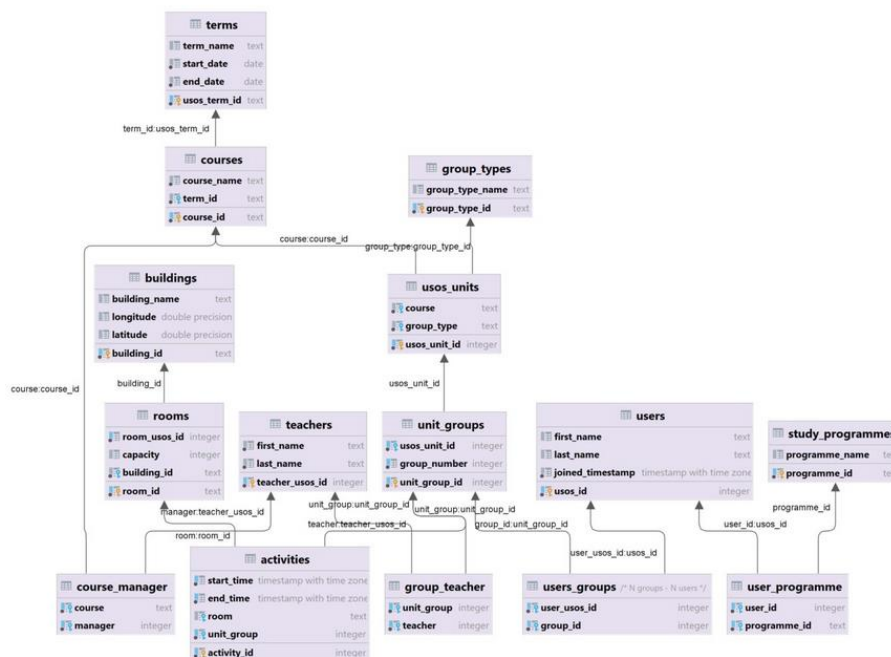 terms
term_name text
start_date date
end_date date
usos_term_id text
term_id:usos_term_id
courses
course_name text
term_id text
course_id text
group_types
group_type_name text
group_type_id text
course:course_id
group_type:group_type_id
buildings
building_name text
longitude double precision
latitude double precision
building_id text
usos_units
course text
group_type text
usos_unit_id integer
course:course_id
building_id
usos_unit_id
rooms
room_usos_id integer
capacity integer
building_id text
room_id text
teachers
first_name text
last_name text
teacher_usos_id integer
unit_groups
usos_unit_id integer
group_number integer
unit_group_id integer
users
first_name text
last_name text
joined_timestamp timestamp with time zone
usos_id integer
study_programmes
programme_name text
programme_id text
manager:teacher_usos_id
unit_group:unit_group_id
unit_group:unit_group_id
programme_id
room:room_id
teacher:teacher_usos_id
group_id:unit_group_id
user_id:usos_id
user_usos_id:usos_id
course_manager
course text
manager integer
activities
start_time timestamp with time zone
end_time timestamp with time zone
room text
unit_group integer
activity_id integer
group_teacher
unit_group integer
teacher integer
users_groups /* N groups - N users */
user_usos_id integer
group_id integer
user_programme
user_id integer
programme_id text